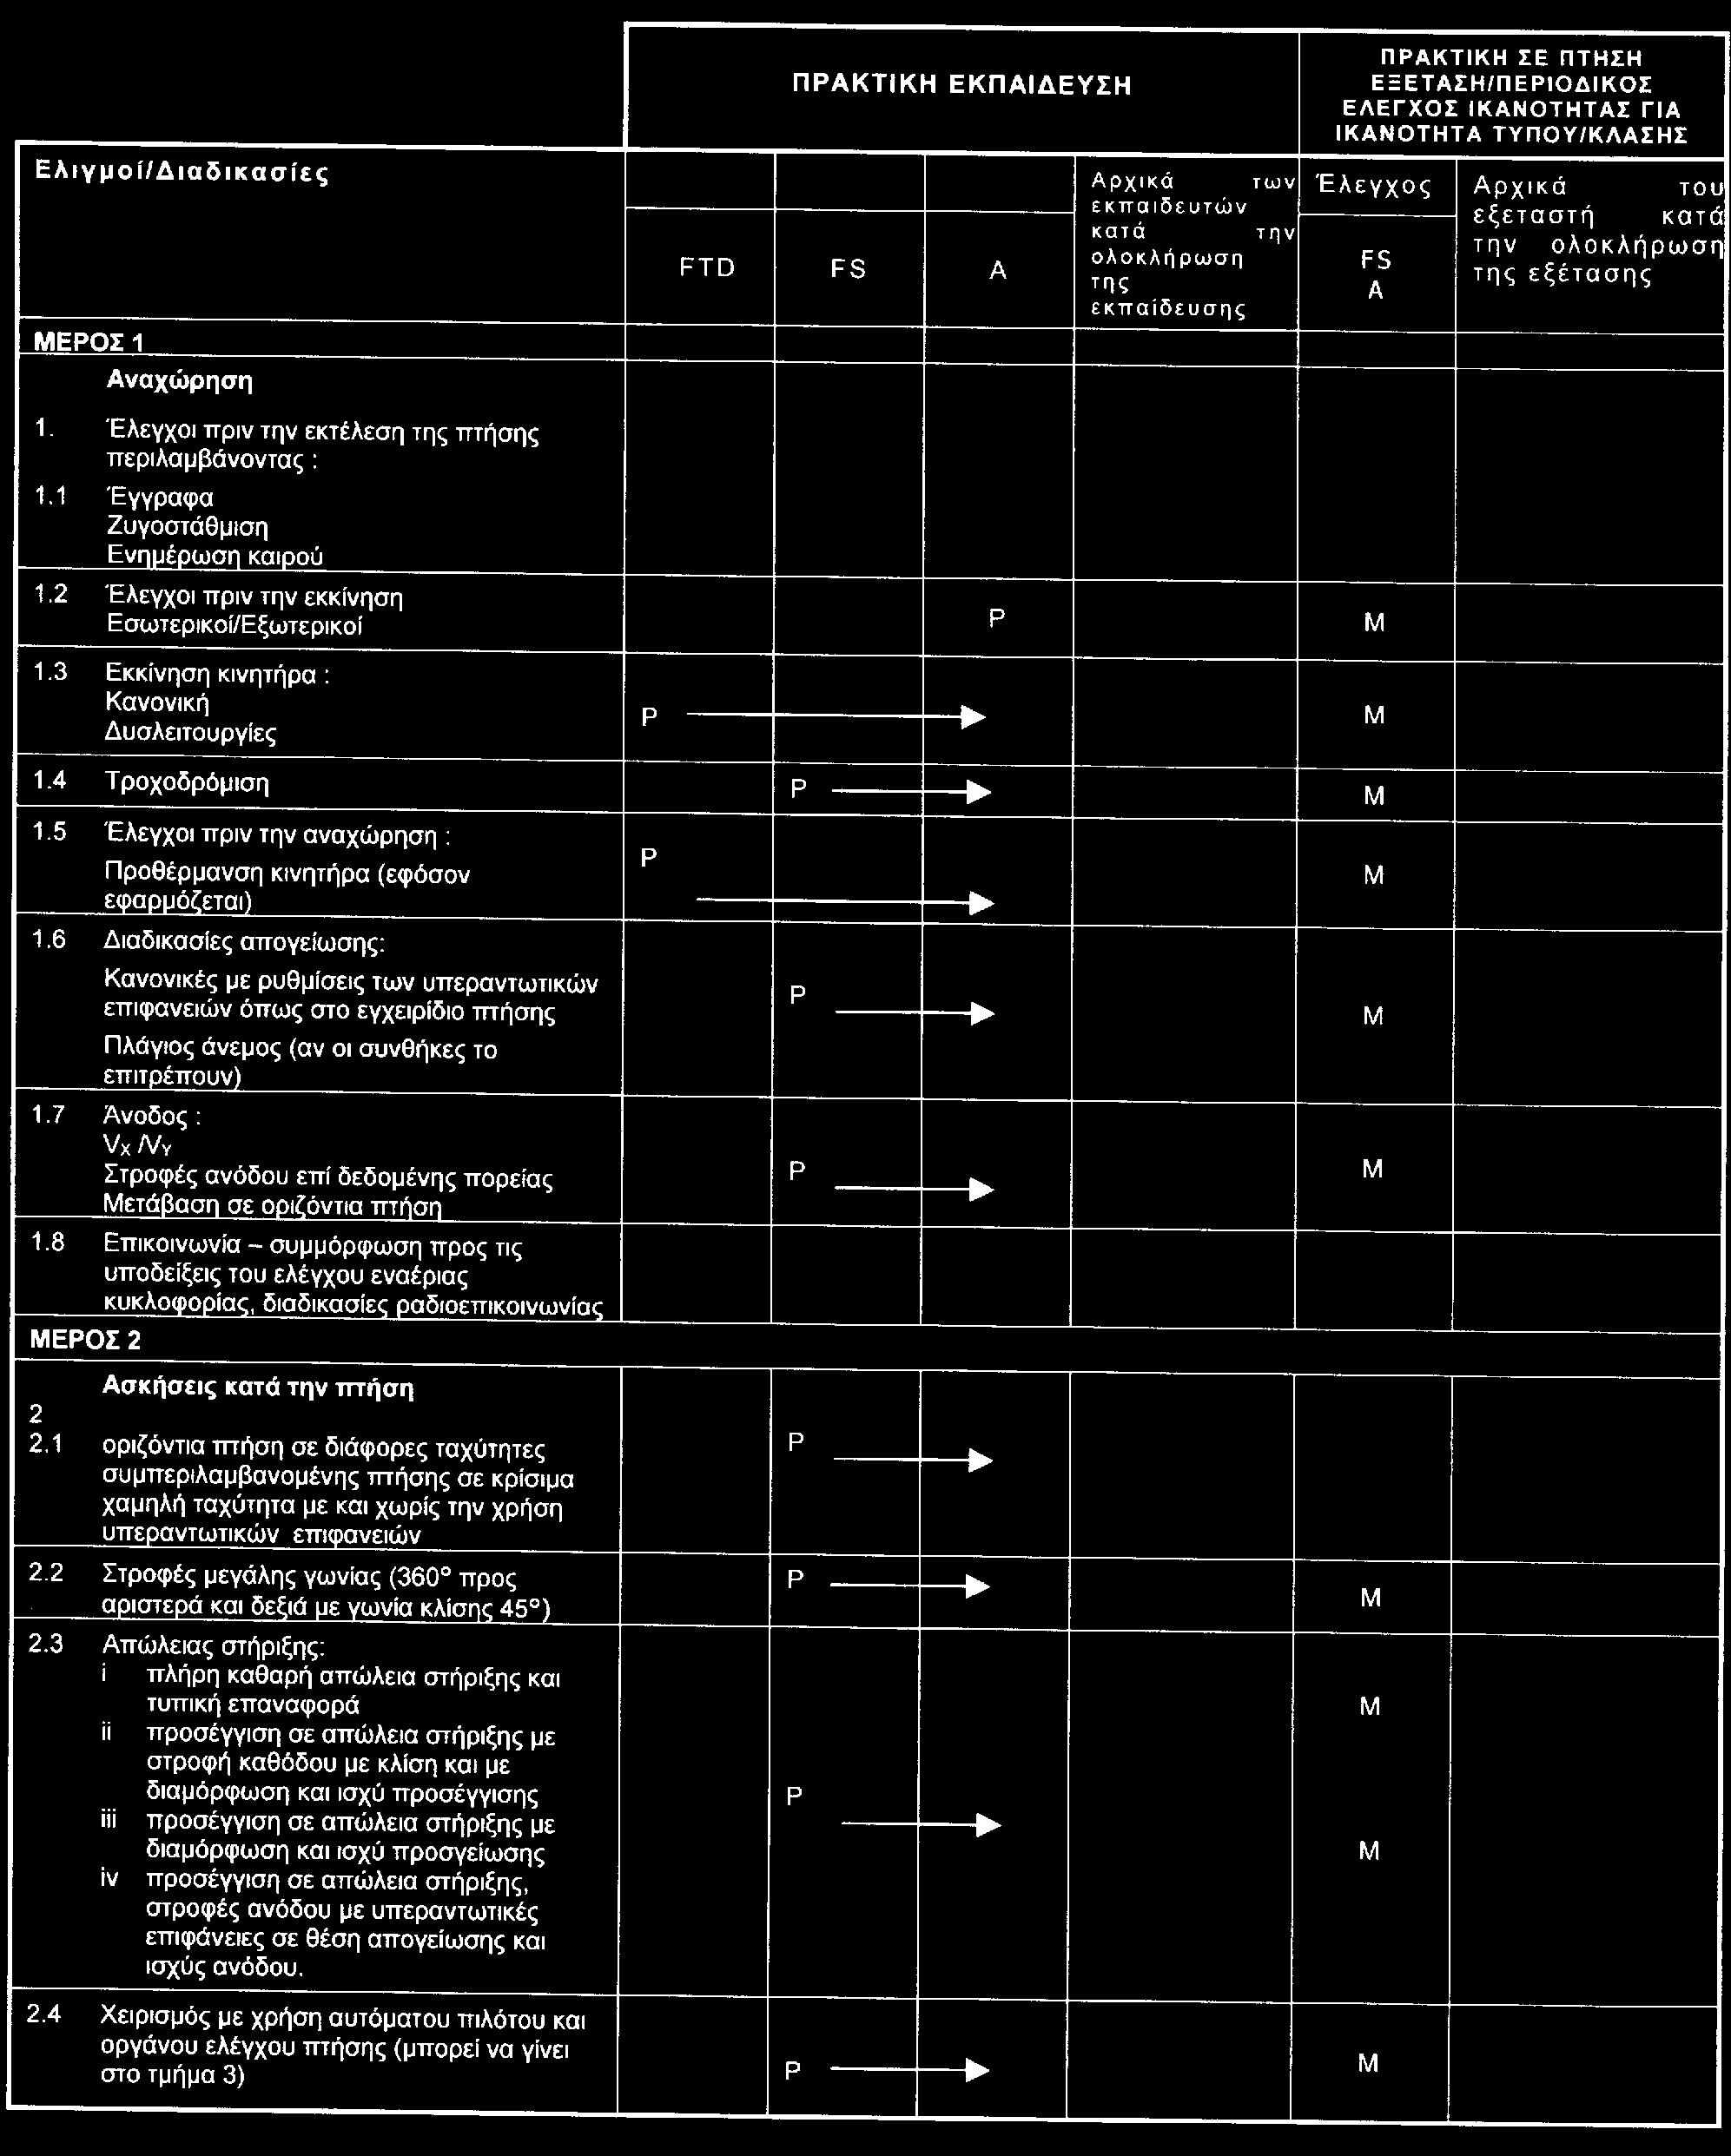 ΠΡΑΚΤΙΚΗ ΕΚΠΑΙΔΕΥΣΗ
ΠΡΑΚΤΙΚΗ ΣΕ ΠΤΗΣΗ
ΕΞΕΤΑΣΗ/ΠΕΡΙΟΔΙΚΟΣ
ΕΛΕΓΧΟΣ ΙΚΑΝΟΤΗΤΑΣ ΓΙΑ
ΙΚΑΝΟΤΗΤΑ ΤΥΠΟΥ/ΚΛΑΣΗΣ
Ελιγμοί/Διαδικασίες
FTD
FS
A
Αρχικά των
εκπαιδευτών
κατά την
ολοκλήρωση
της
εκπαίδευσης
Έλεγχος
FS
A
Αρχικά του
εξεταστή κατά
την ολοκλήρωση
της εξέτασης
ΜΕΡΟΣ 1
Αναχώρηση
1. Έλεγχοι πριν την εκτέλεση της πτήσης
περιλαμβάνοντας :
1.1 Έγγραφα
Ζυγοστάθμιση
Ενημέρωση καιρού
1.2 Έλεγχοι πριν την εκκίνηση
Εσωτερικοί/Εξωτερικοί
P M
1.3 Εκκίνηση κινητήρα :
Κανονική
Δυσλειτουργίες
P M
1.4 Τροχοδρόμιση P M
1.5 Έλεγχοι πριν την αναχώρηση :
Προθέρμανση κινητήρα (εφόσον
εφαρμόζεται)
P M
1.6 Διαδικασίες απογείωσης:
Κανονικές με ρυθμίσεις των υπεραντωτικών
επιφανειών όπως στο εγχειρίδιο πτήσης
Πλάγιος άνεμος (αν οι συνθήκες το
επιτρέπουν)
P M
1.7 Άνοδος :
Vx /VY
Στροφές ανόδου επί δεδομένης πορείας
Μετάβαση σε οριζόντια πτήση
P M
1.8 Επικοινωνία – συμμόρφωση προς τις
υποδείξεις του ελέγχου εναέριας
κυκλοφορίας, διαδικασίες ραδιοεπικοινωνίας
ΜΕΡΟΣ 2
Ασκήσεις κατά την πτήση
2
2.1 οριζόντια πτήση σε διάφορες ταχύτητες
συμπεριλαμβανομένης πτήσης σε κρίσιμα
χαμηλή ταχύτητα με και χωρίς την χρήση
υπεραντωτικών επιφανειών
P
2.2 Στροφές μεγάλης γωνίας (360° προς
αριστερά και δεξιά με γωνία κλίσης 45°)
P M
2.3 Απώλειας στήριξης:
i πλήρη καθαρή απώλεια στήριξης και
τυπική επαναφορά
M
ii προσέγγιση σε απώλεια στήριξης με
στροφή καθόδου με κλίση και με
διαμόρφωση και ισχύ προσέγγισης
P
iii προσέγγιση σε απώλεια στήριξης με
διαμόρφωση και ισχύ προσγείωσης
M
iv προσέγγιση σε απώλεια στήριξης,
στροφές ανόδου με υπεραντωτικές
επιφάνειες σε θέση απογείωσης και
ισχύς ανόδου.
2.4 Χειρισμός με χρήση αυτόματου πιλότου και
οργάνου ελέγχου πτήσης (μπορεί να γίνει
στο τμήμα 3)
P M